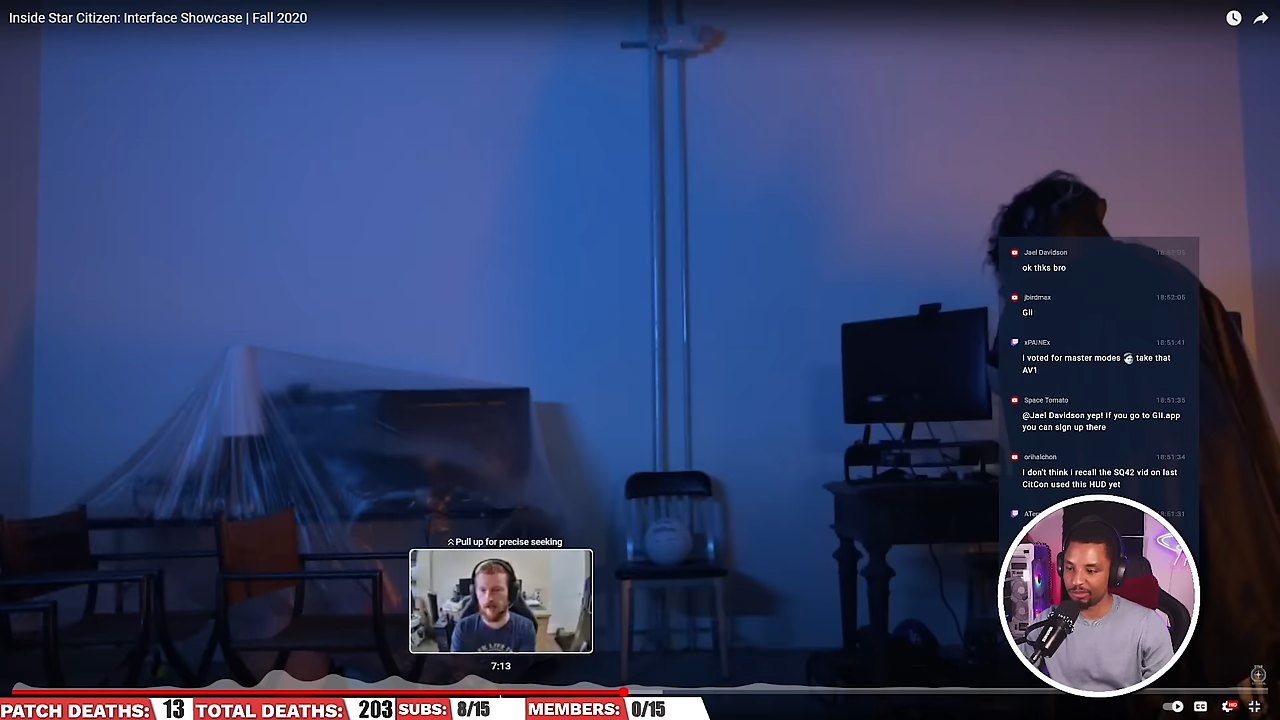 Inside Star Citizen: Interface Showcase | Fall 2020
Jael Davidson
ok thks bro
jbirdmax 18:52:05
GII
xPAINEx 18:51:41
I voted for master modes take that
AV1
Space Tomato 18:51:35
@Jael Davidson yep! if you go to GII.app
you can sign up there
orihalchon 18:51:34
I don't think i recall the SQ42 vid on last
CitCon used this HUD yet
18:51:31
Pull up for precise seeking
7:13
CC
HD
PATCH DEATHS: 13 TOTAL DEATHS: 203 SUBS: 8/15 MEMBERS: 0/15